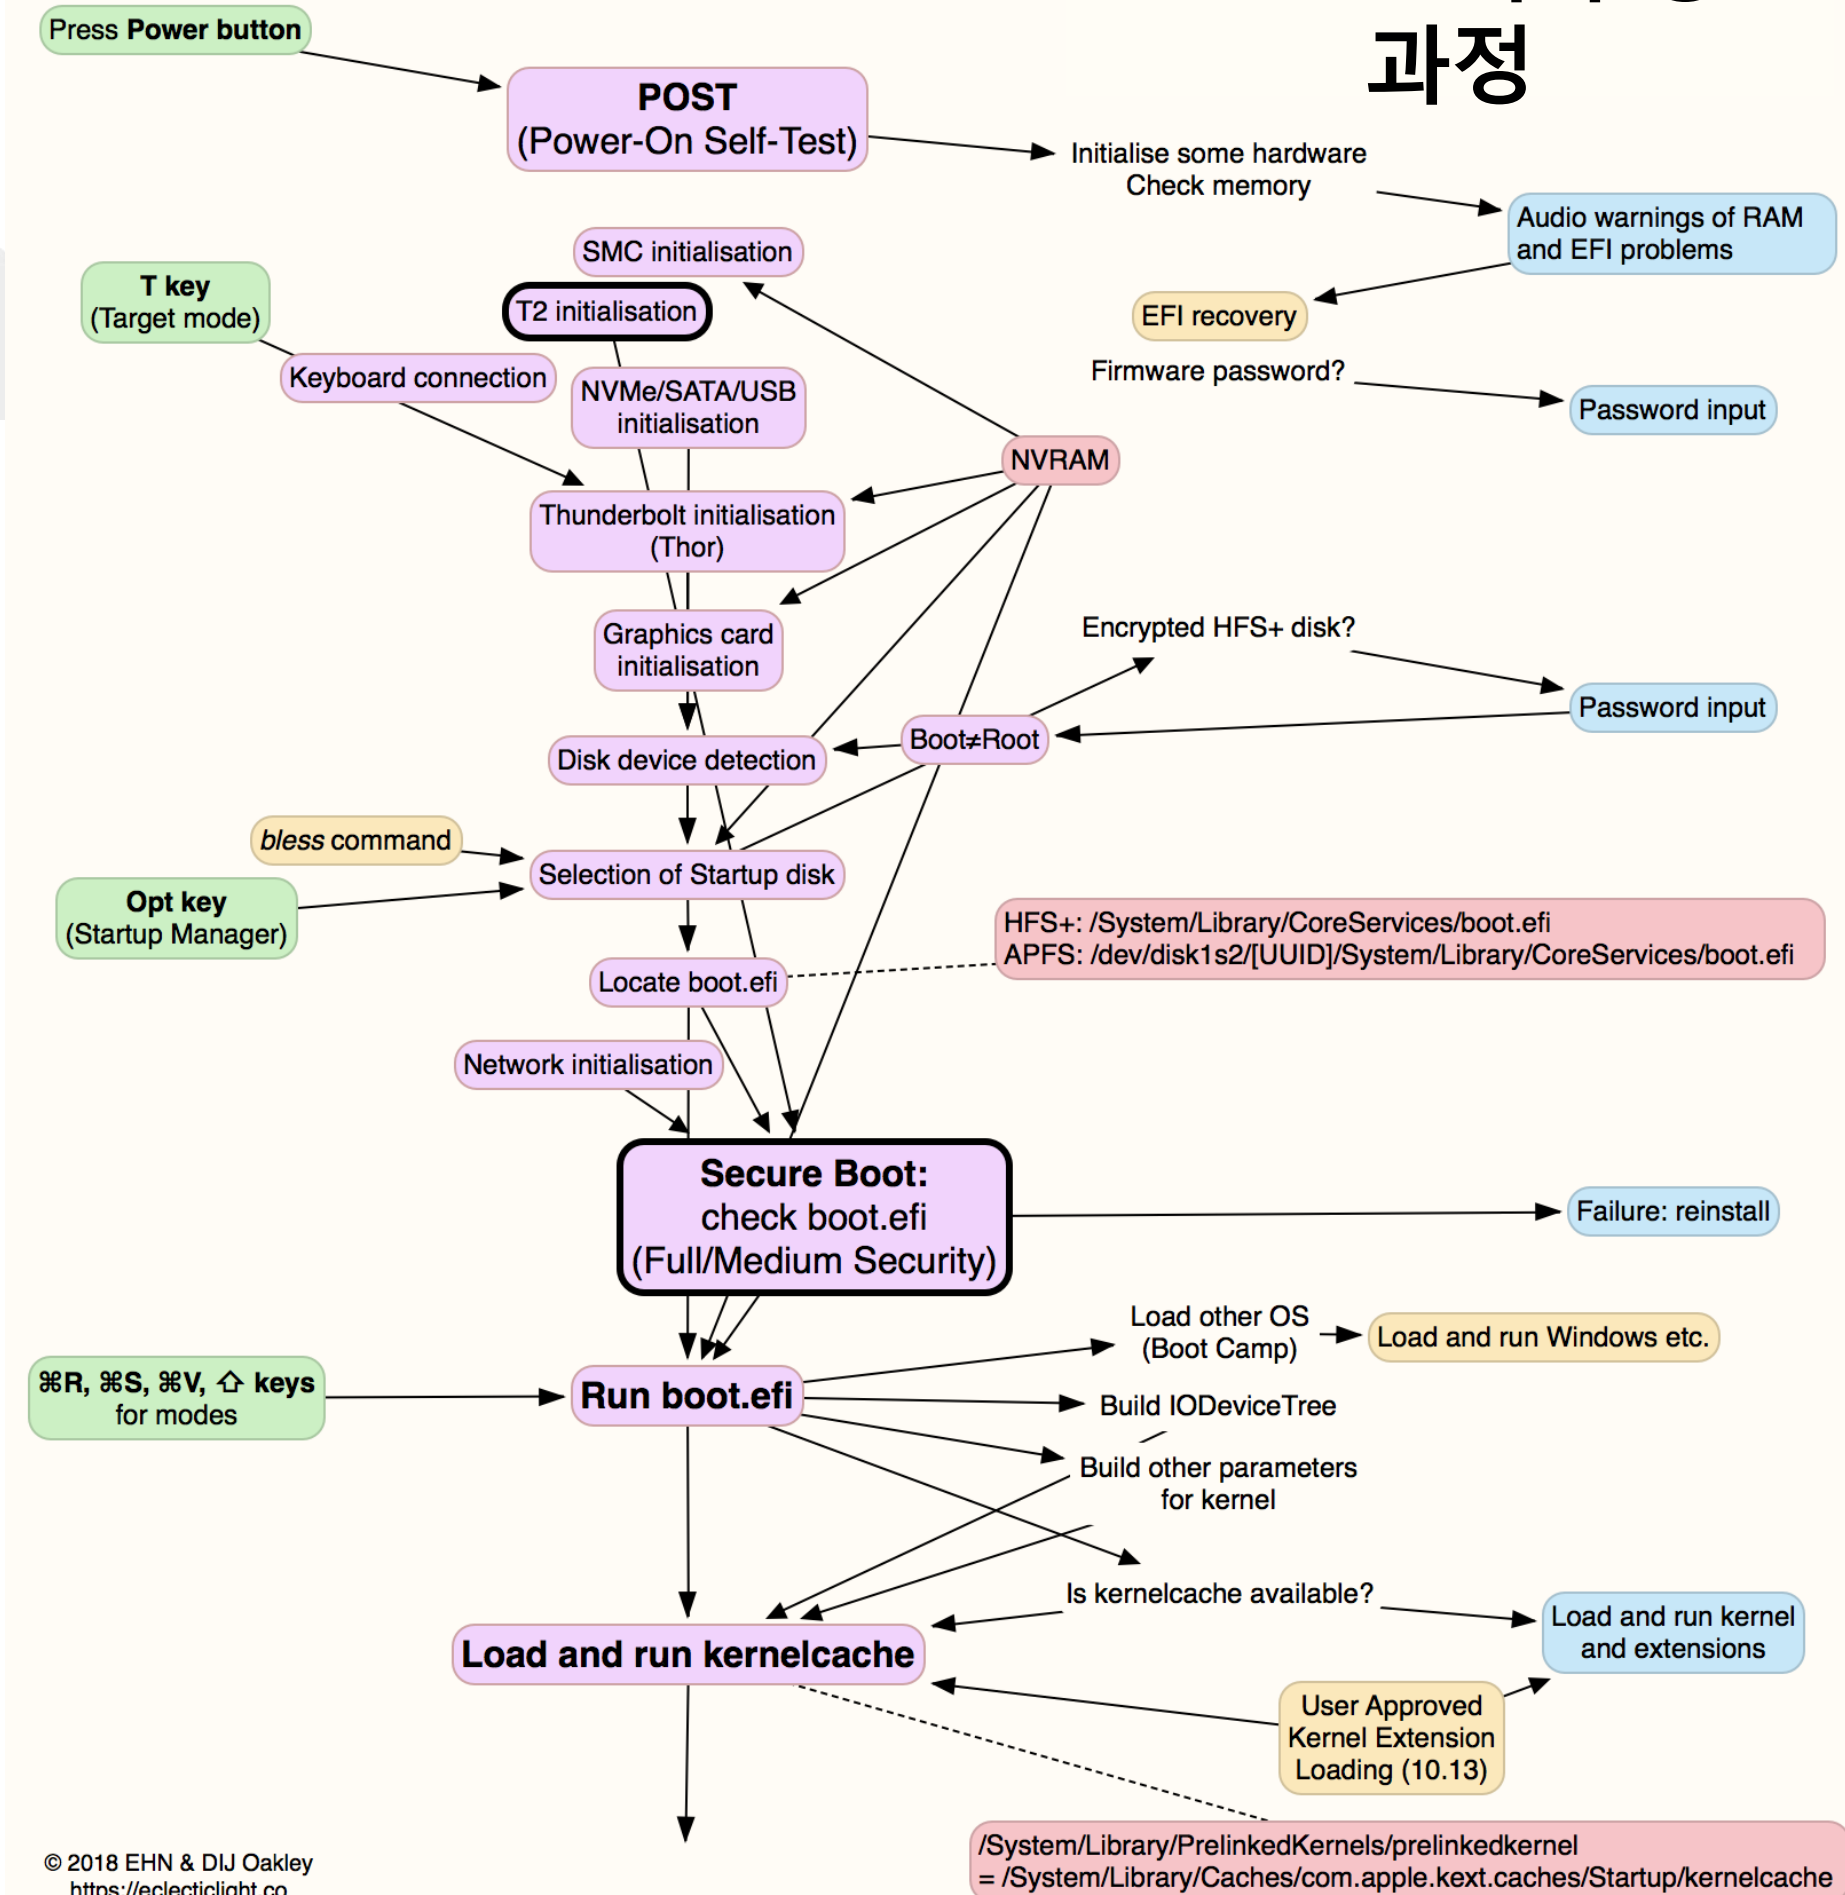 과정
Press Power button
POST
(Power-On Self-Test)
Initialise some hardware
Check memory
Audio warnings of RAM
and EFI problems
SMC initialisation
T key
(Target mode)
T2 initialisation
EFI recovery
Keyboard connection
Firmware password?
NVMe/SATA/USB
initialisation
Password input
NVRAM
Thunderbolt initialisation
(Thor)
Graphics card
initialisation
Encrypted HFS+ disk?
Password input
Boot≠Root
Disk device detection
bless command
Selection of Startup disk
Opt key
(Startup Manager)
HFS+: /System/Library/CoreServices/boot.efi
APFS: /dev/disk1s2/[UUID]/System/Library/CoreServices/boot.efi
Locate boot.efi
Network initialisation
Secure Boot:
check boot.efi
(Full/Medium Security)
Failure: reinstall
Load other OS
(Boot Camp)
Load and run Windows etc.
⌘R, ⌘S, ⌘V, ⇧ keys
for modes
Run boot.efi
Build IODeviceTree
Build other parameters
for kernel
Is kernelcache available?
Load and run kernel
and extensions
Load and run kernelcache
User Approved
Kernel Extension
Loading (10.13)
/System/Library/PrelinkedKernels/prelinkedkernel
= /System/Library/Caches/com.apple.kext.caches/Startup/kernelcache
© 2018 EHN & DIJ Oakley
https://eclecticlight.co